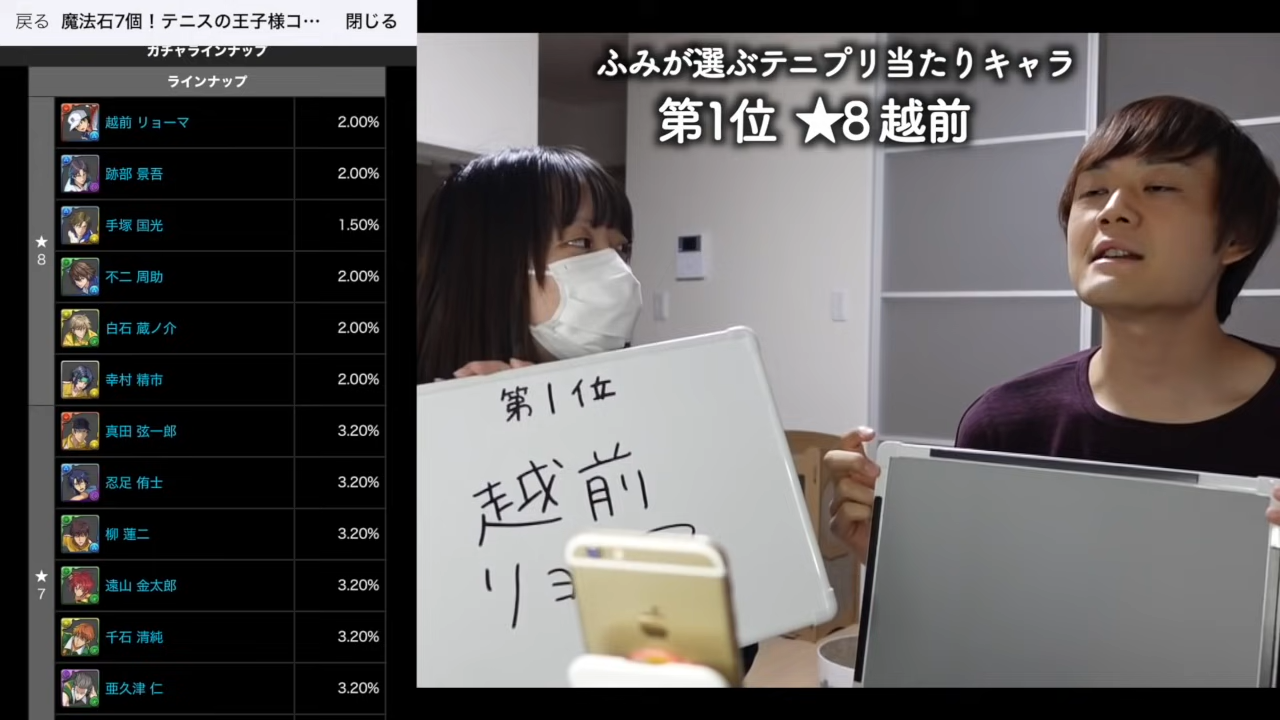 戻る 魔法石7個！テニスの王子様コ… 閉じる
ガチャラインナップ
ラインナップ
★8
越前 リョーマ 2.00%
跡部 景吾 2.00%
手塚 国光 1.50%
不二 周助 2.00%
白石 蔵ノ介 2.00%
幸村 精市 2.00%
★7
真田 弦一郎 3.20%
忍足 侑士 3.20%
柳 蓮二 3.20%
遠山 金太郎 3.20%
千石 清純 3.20%
亜久津 仁 3.20%
ふみが選ぶテニプリ当たりキャラ
第1位 ★8越前
第1位
越前
リョ